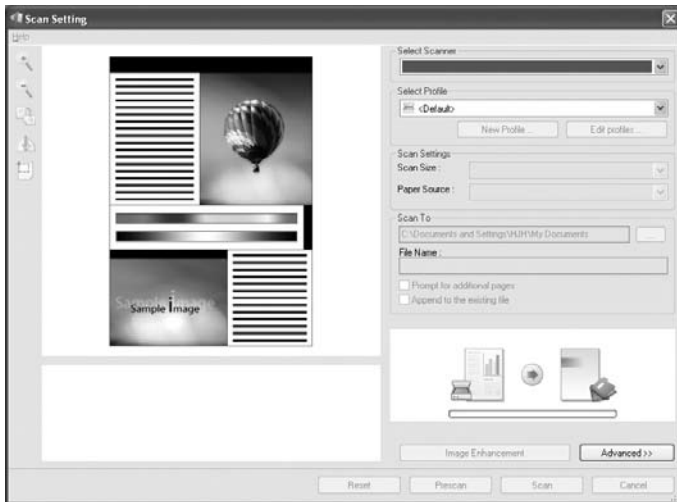 Scan Setting
Help
Select Scanner
Select Profile
<Default>
New Profile ...
Edit profiles ...
Scan Settings
Scan Size :
Paper Source :
Scan To
C:\Documents and Settings\HJH\My Documents
...
File Name :
Prompt for additional pages
Append to the existing file
Sample image
Sample image
Image Enhancement
Advanced >>
Reset
Prescan
Scan
Cancel